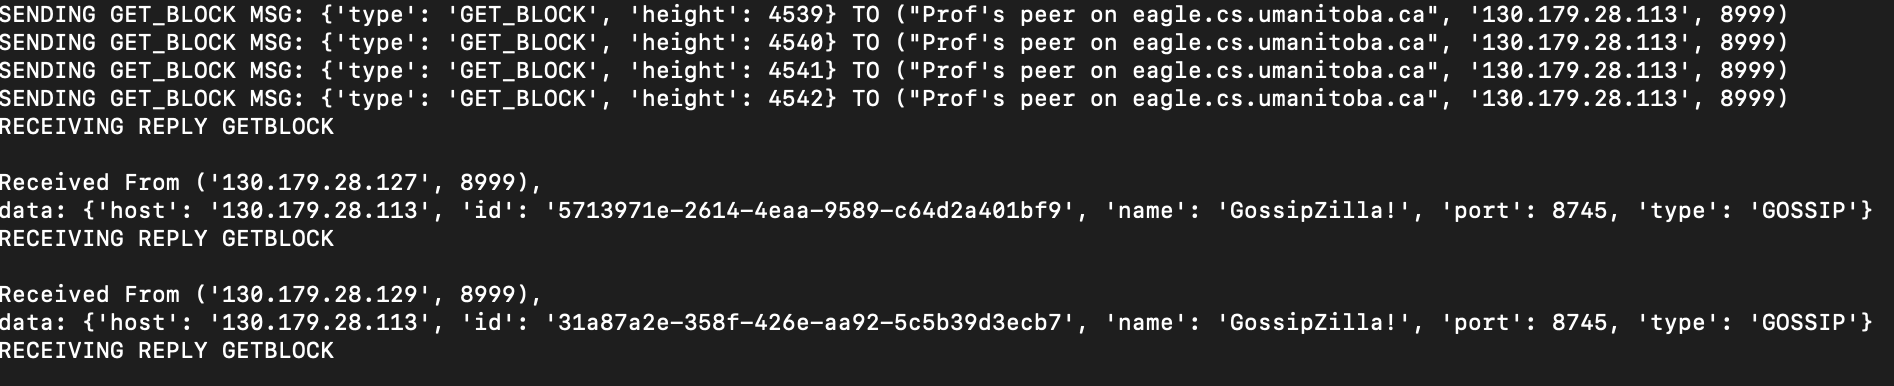 SENDING GET_BLOCK MSG: {'type': 'GET_BLOCK', 'height': 4539} TO ("Prof's peer on eagle.cs.umanitoba.ca", '130.179.28.113', 8999)
SENDING GET_BLOCK MSG: {'type': 'GET_BLOCK', 'height': 4540} TO ("Prof's peer on eagle.cs.umanitoba.ca", '130.179.28.113', 8999)
SENDING GET_BLOCK MSG: {'type': 'GET_BLOCK', 'height': 4541} TO ("Prof's peer on eagle.cs.umanitoba.ca", '130.179.28.113', 8999)
SENDING GET_BLOCK MSG: {'type': 'GET_BLOCK', 'height': 4542} TO ("Prof's peer on eagle.cs.umanitoba.ca", '130.179.28.113', 8999)
RECEIVING REPLY GETBLOCK
Received From ('130.179.28.127', 8999),
data: {'host': '130.179.28.113', 'id': '5713971e-2614-4eaa-9589-c64d2a401bf9', 'name': 'GossipZilla!', 'port': 8745, 'type': 'GOSSIP'}
RECEIVING REPLY GETBLOCK
Received From ('130.179.28.129', 8999),
data: {'host': '130.179.28.113', 'id': '31a87a2e-358f-426e-aa92-5c5b39d3ecb7', 'name': 'GossipZilla!', 'port': 8745, 'type': 'GOSSIP'}
RECEIVING REPLY GETBLOCK